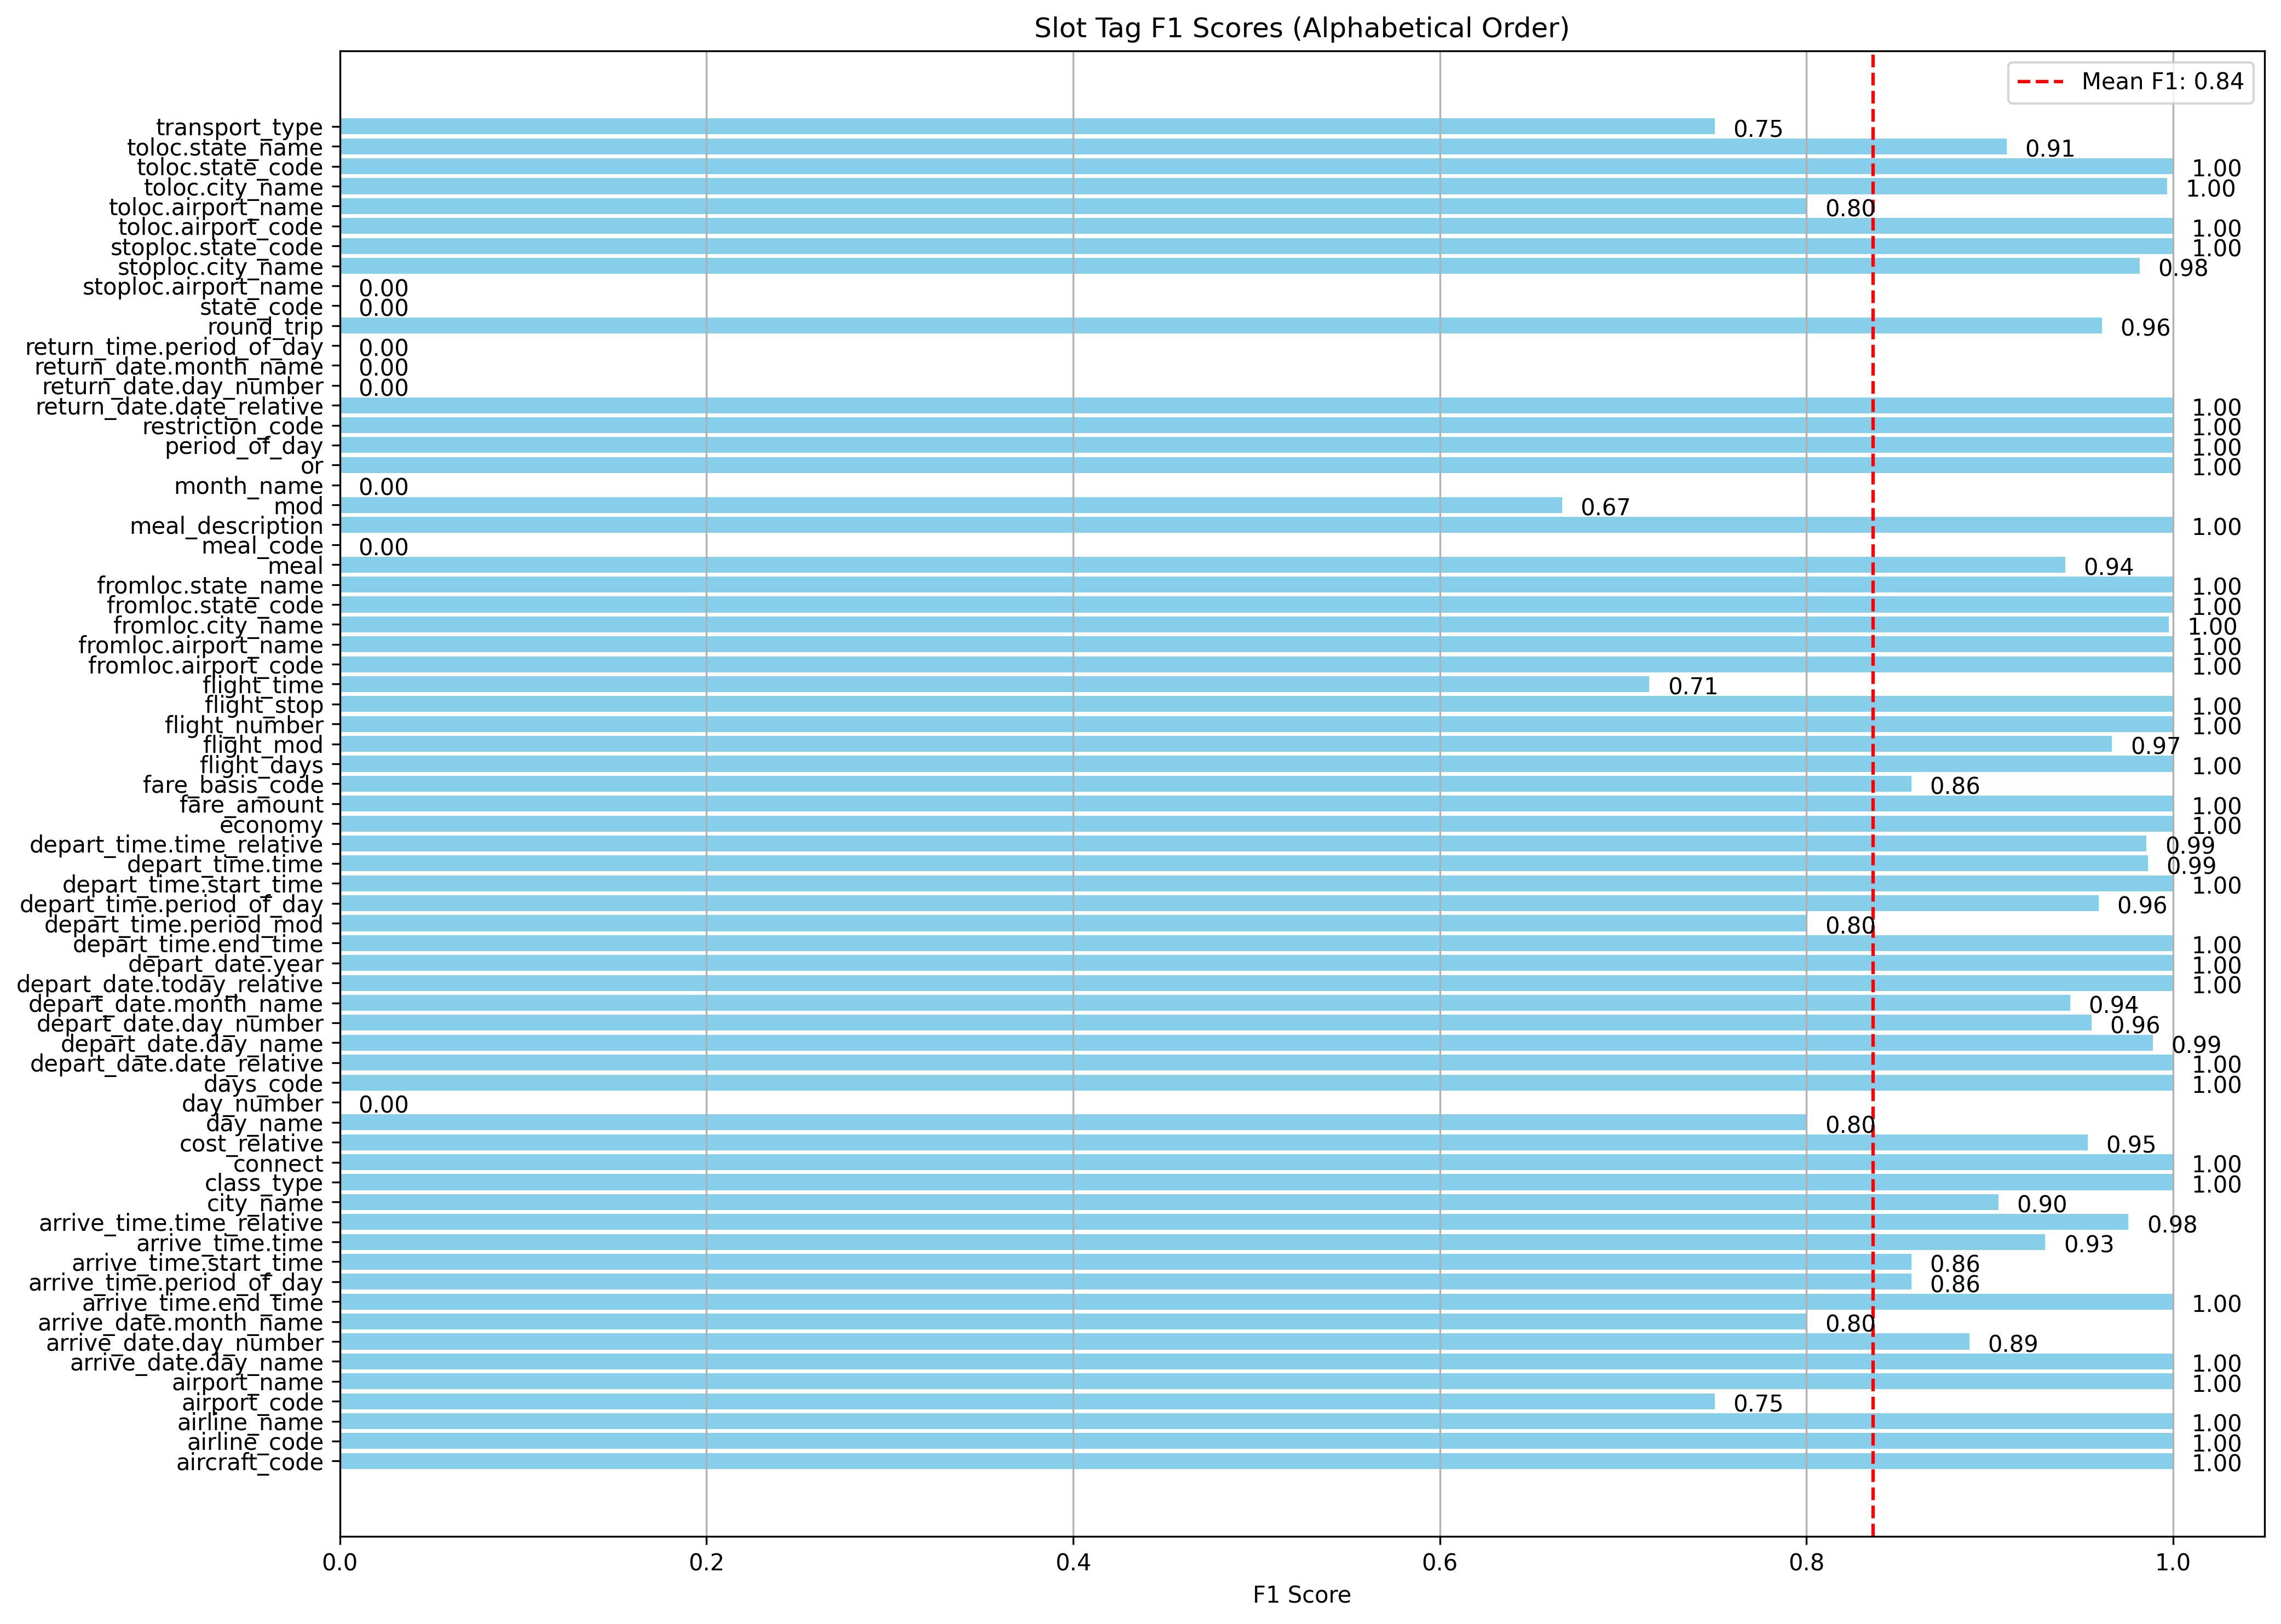 Slot Tag F1 Scores (Alphabetical Order)
Mean F1: 0.84
transport_type 0.75
toloc.state_name 0.91
toloc.state_code 1.00
toloc.city_name 1.00
toloc.airport_name 0.80
toloc.airport_code 1.00
stoploc.state_code 1.00
stoploc.city_name 0.98
stoploc.airport_name 0.00
state_code 0.00
round_trip 0.96
return_time.period_of_day 0.00
return_date.month_name 0.00
return_date.day_number 0.00
return_date.date_relative 1.00
restriction_code 1.00
period_of_day 1.00
or 1.00
month_name 0.00
mod 0.67
meal_description 1.00
meal_code 0.00
meal 0.94
fromloc.state_name 1.00
fromloc.state_code 1.00
fromloc.city_name 1.00
fromloc.airport_name 1.00
fromloc.airport_code 1.00
flight_time 0.71
flight_stop 1.00
flight_number 1.00
flight_mod 0.97
flight_days 1.00
fare_basis_code 0.86
fare_amount 1.00
economy 1.00
depart_time.time_relative 0.99
depart_time.time 0.99
depart_time.start_time 1.00
depart_time.period_of_day 0.96
depart_time.period_mod 0.80
depart_time.end_time 1.00
depart_date.year 1.00
depart_date.today_relative 1.00
depart_date.month_name 0.94
depart_date.day_number 0.96
depart_date.day_name 0.99
depart_date.date_relative 1.00
days_code 1.00
day_number 0.00
day_name 0.80
cost_relative 0.95
connect 1.00
class_type 1.00
city_name 0.90
arrive_time.time_relative 0.98
arrive_time.time 0.93
arrive_time.start_time 0.86
arrive_time.period_of_day 0.86
arrive_time.end_time 1.00
arrive_date.month_name 0.80
arrive_date.day_number 0.89
arrive_date.day_name 1.00
airport_name 1.00
airport_code 0.75
airline_name 1.00
airline_code 1.00
aircraft_code 1.00
0.0 0.2 0.4 0.6 0.8 1.0
F1 Score